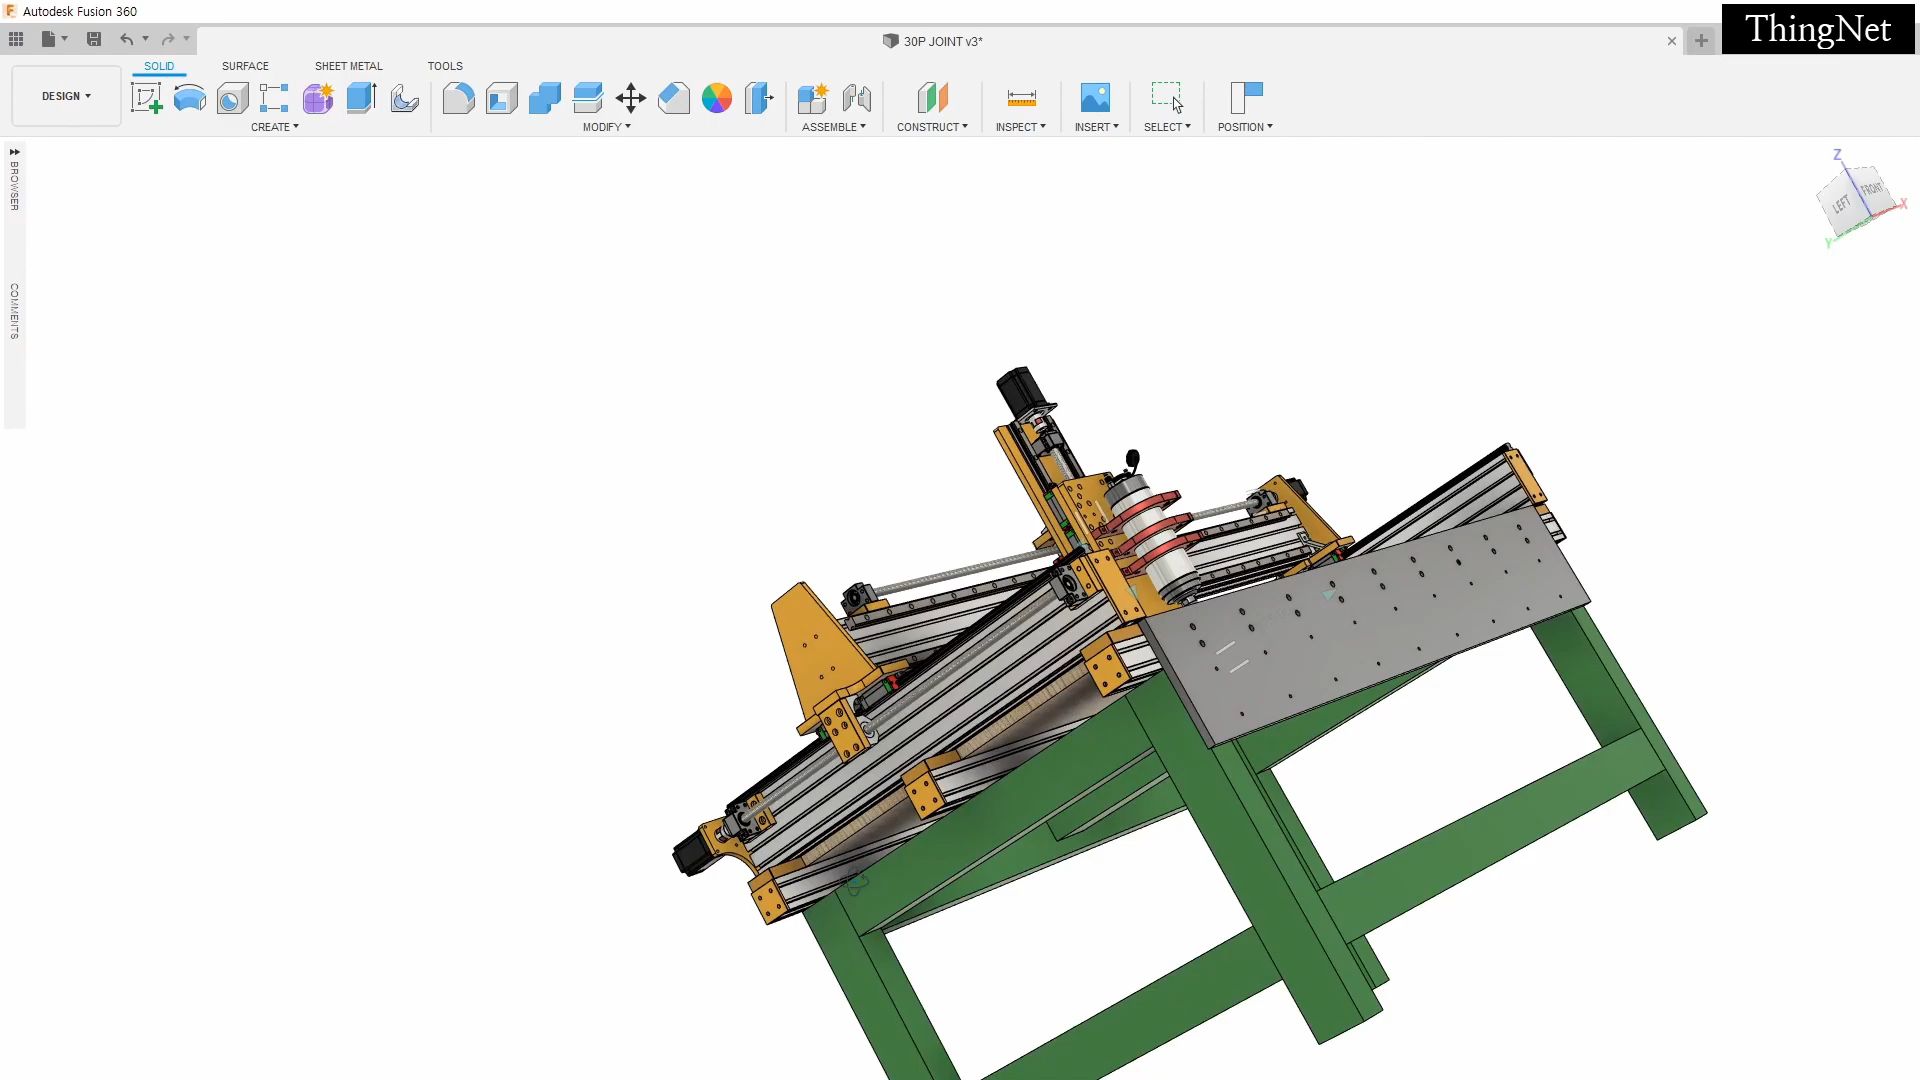 Autodesk Fusion 360
ThingNet
30P JOINT v3*
SOLID
SURFACE
SHEET METAL
TOOLS
DESIGN
CREATE
MODIFY
ASSEMBLE
CONSTRUCT
INSPECT
INSERT
SELECT
POSITION
BROWSER
COMMENTS
Z
LEFT
FRONT
X
Y